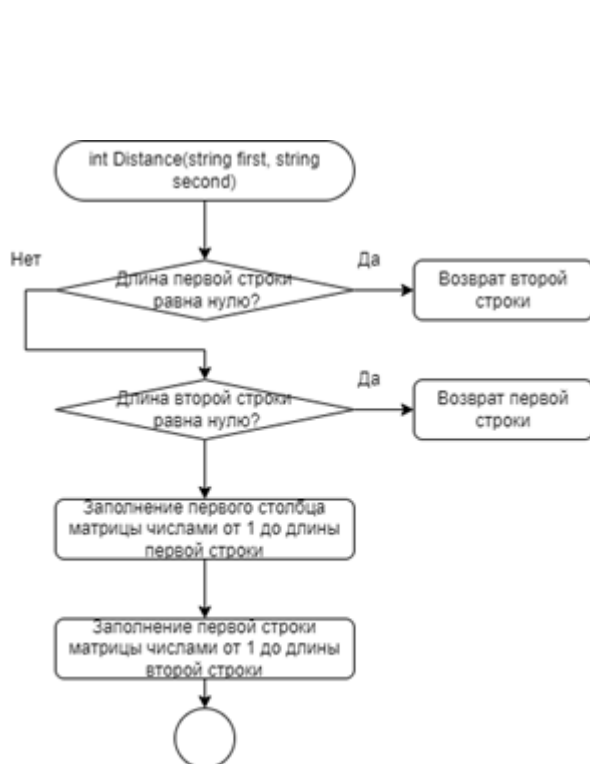 int Distance(string first, string
second)
Нет
Да
Длина первой строки
равна нулю?
Возврат второй
строки
Да
Длина второй строки
равна нулю?
Возврат первой
строки
Заполнение первого столбца
матрицы числами от 1 до длины
первой строки
Заполнение первой строки
матрицы числами от 1 до длины
второй строки